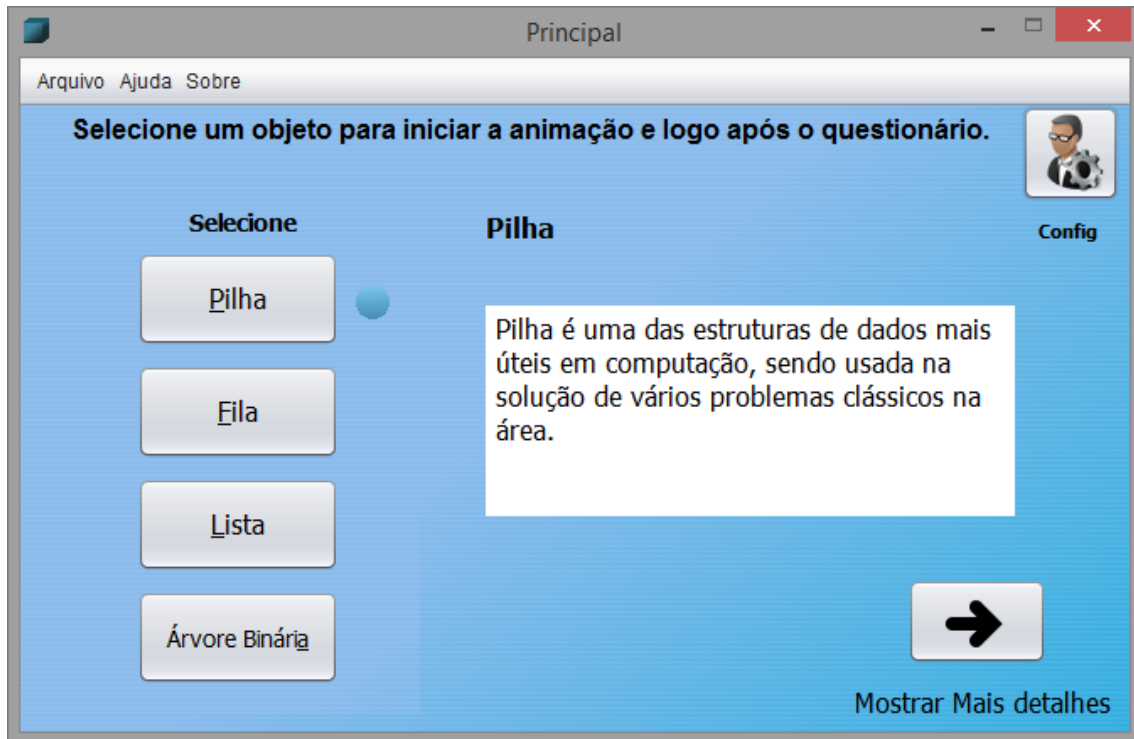 Principal
Arquivo Ajuda Sobre
Selecione um objeto para iniciar a animação e logo após o questionário.
Selecione
Pilha
Config
Pilha
Pilha é uma das estruturas de dados mais
úteis em computação, sendo usada na
solução de vários problemas clássicos na
área.
Fila
Lista
Árvore Binária
Mostrar Mais detalhes